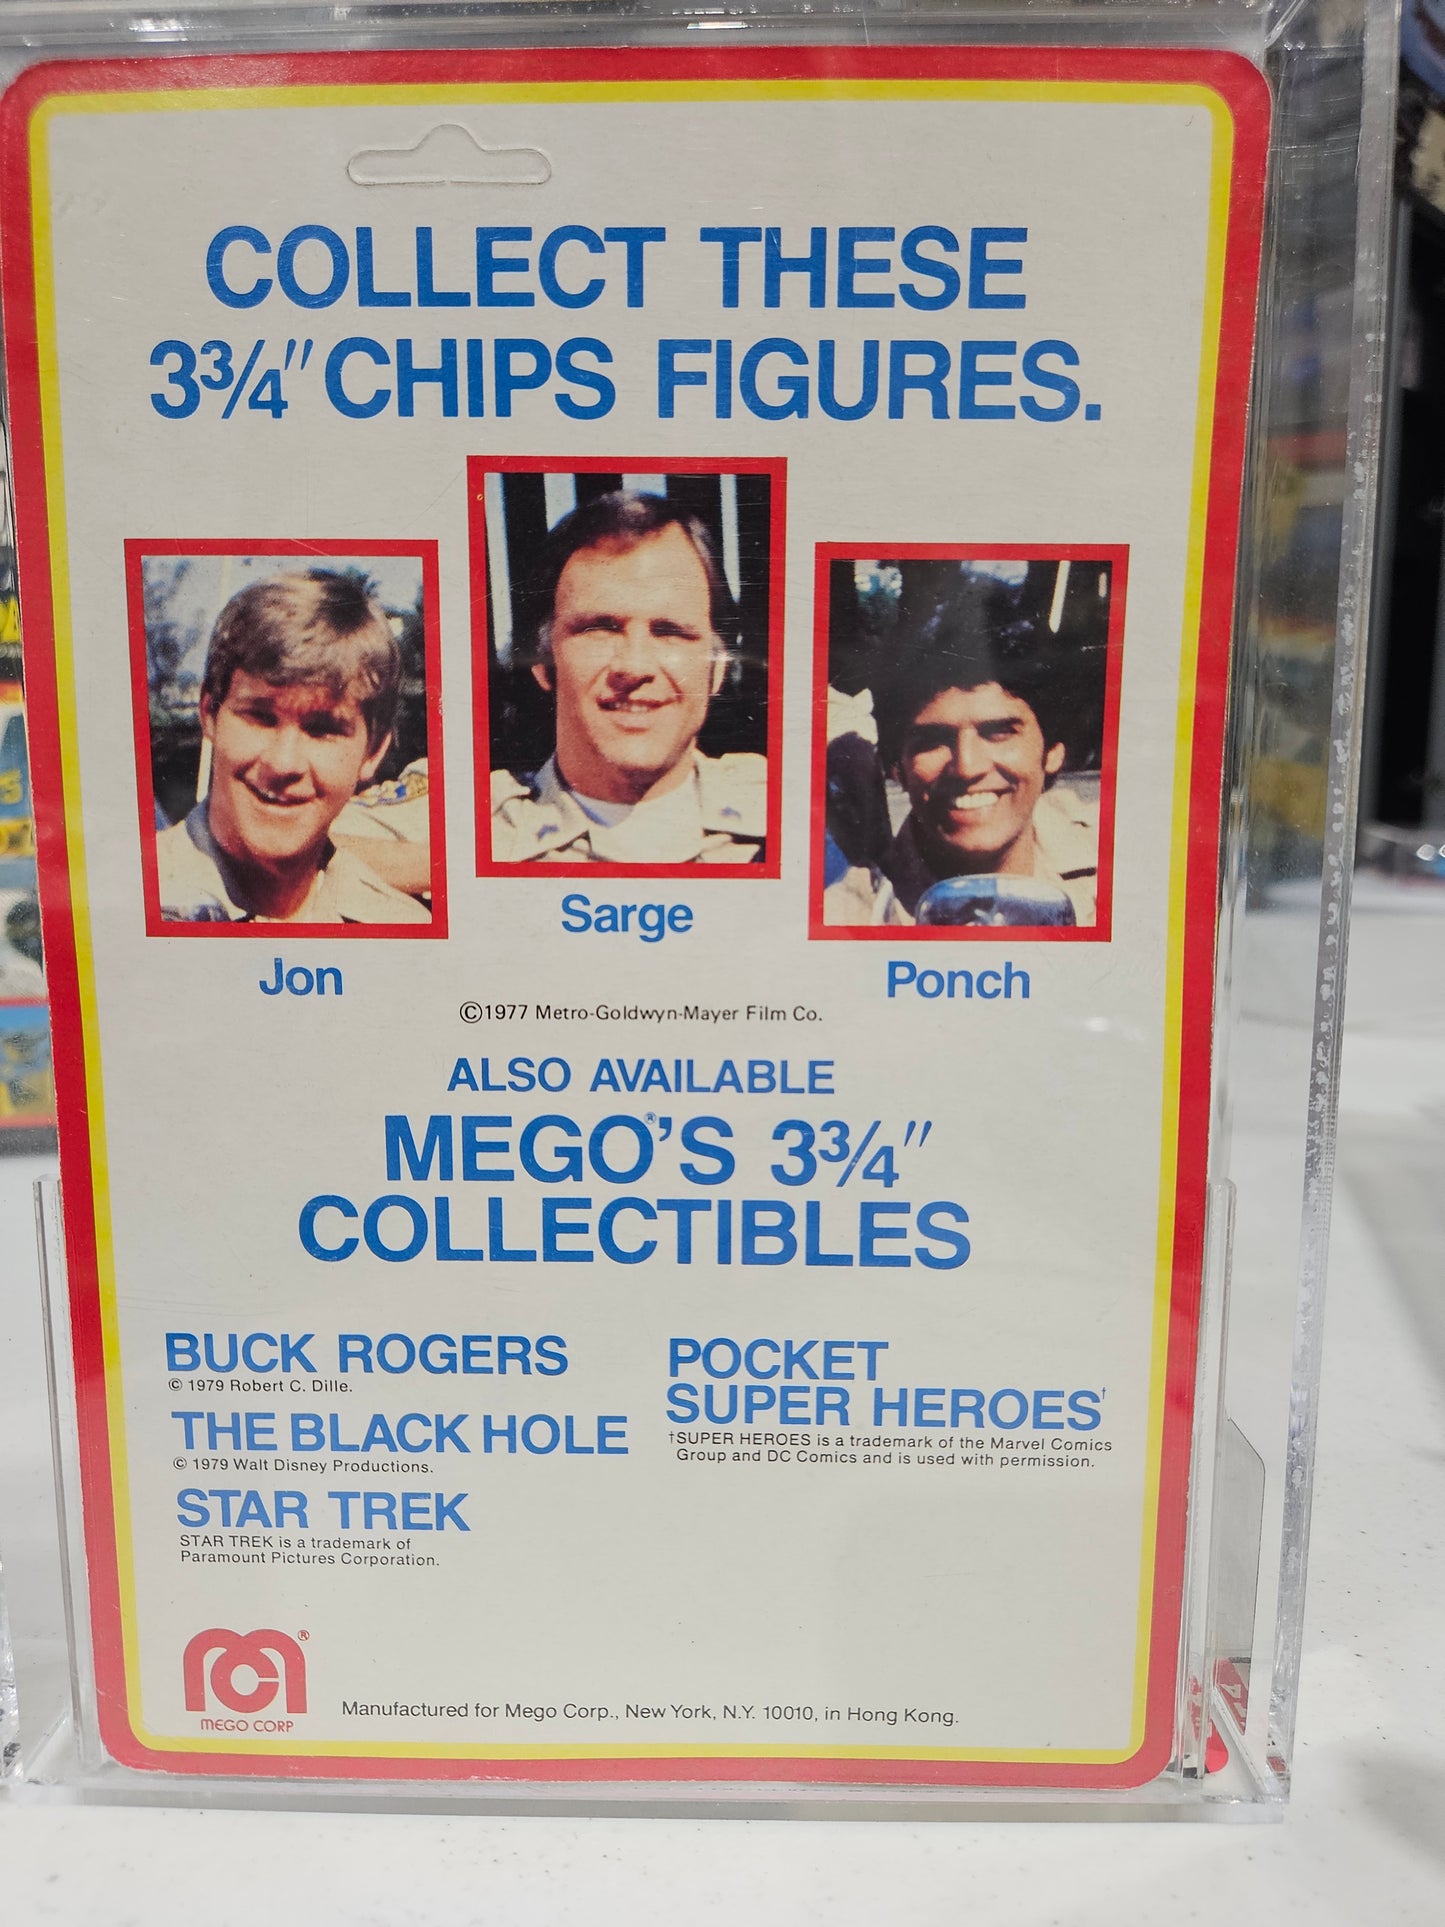 COLLECT THESE
3¾" CHIPS FIGURES.
Sarge
Jon
Ponch
©1977 Metro-Goldwyn-Mayer Film Co.
ALSO AVAILABLE
MEGO®'S 3¾"
COLLECTIBLES
BUCK ROGERS
© 1979 Robert C. Dille.
THE BLACK HOLE
© 1979 Walt Disney Productions.
STAR TREK
STAR TREK is a trademark of
Paramount Pictures Corporation.
POCKET
SUPER HEROES†
†SUPER HEROES is a trademark of the Marvel Comics
Group and DC Comics and is used with permission.
®
MEGO CORP
Manufactured for Mego Corp., New York, N.Y. 10010, in Hong Kong.